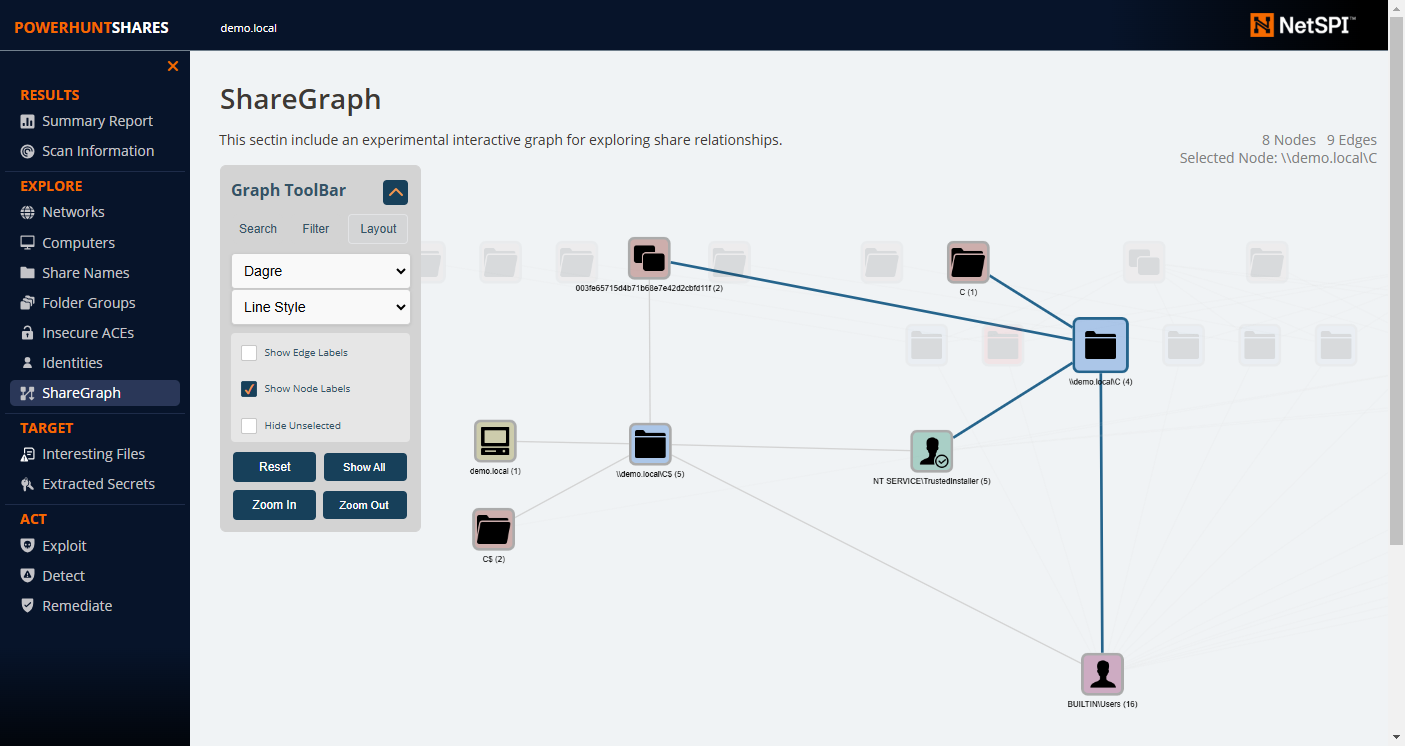 POWERHUNTSHARES
demo.local
NetSPI™
RESULTS
Summary Report
Scan Information
EXPLORE
Networks
Computers
Share Names
Folder Groups
Insecure ACEs
Identities
ShareGraph
TARGET
Interesting Files
Extracted Secrets
ACT
Exploit
Detect
Remediate
ShareGraph
This sectin include an experimental interactive graph for exploring share relationships.
8 Nodes 9 Edges
Selected Node: \\demo.local\C
Graph ToolBar
Search Filter Layout
Dagre
Line Style
Show Edge Labels
Show Node Labels
Hide Unselected
Reset Show All
Zoom In Zoom Out
003fe65715d4b71b68e7e42d2cbfd11f (2)
C (1)
\\demo.local\C (4)
demo.local (1)
\\demo.local\C$ (5)
NT SERVICE\TrustedInstaller (5)
C$ (2)
BUILTIN\Users (16)